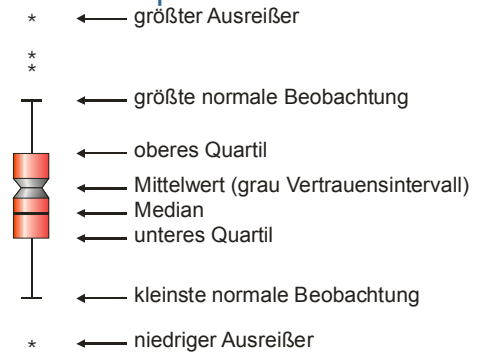 * größter Ausreißer
*
*
größte normale Beobachtung
oberes Quartil
Mittelwert (grau Vertrauensintervall)
Median
unteres Quartil
kleinste normale Beobachtung
* niedriger Ausreißer